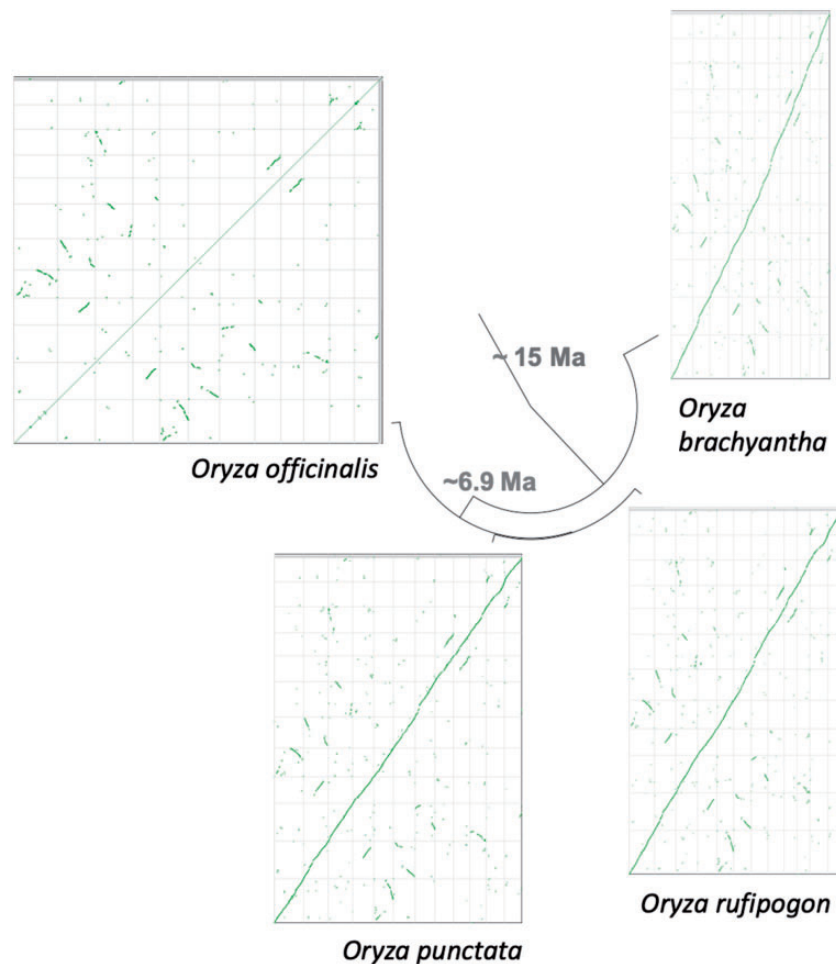 Oryza officinalis
Oryza
brachyantha
~ 15 Ma
~6.9 Ma
Oryza punctata
Oryza rufipogon